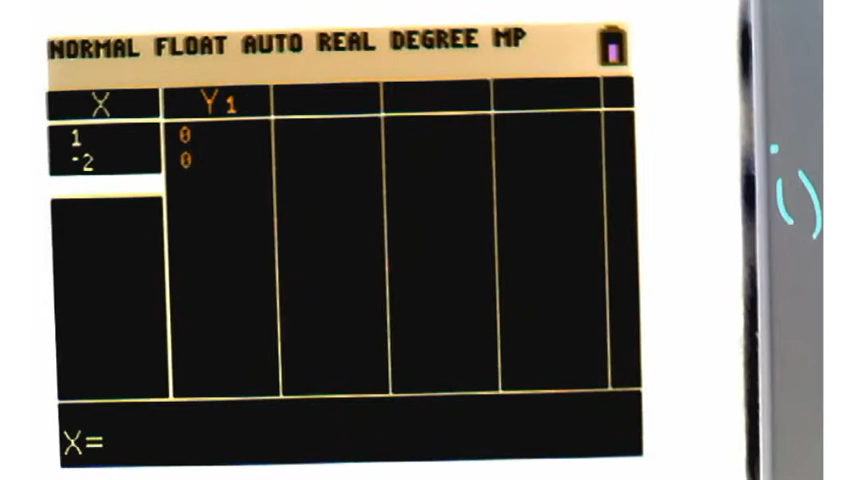 NORMAL FLOAT AUTO REAL DEGREE MP
X Y1
1 0
-2 0
X=
i)